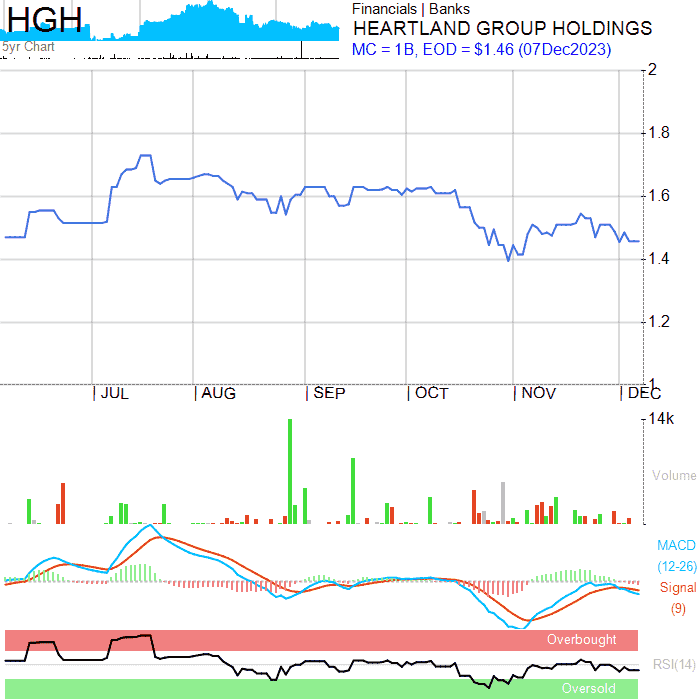 HGH
5yr Chart
Financials | Banks
HEARTLAND GROUP HOLDINGS
MC = 1B, EOD = $1.46 (07Dec2023)
2
1.8
1.6
1.4
1.2
1
JUL AUG SEP OCT NOV DEC
14k
Volume
MACD
(12-26)
Signal
(9)
Overbought
RSI(14)
Oversold